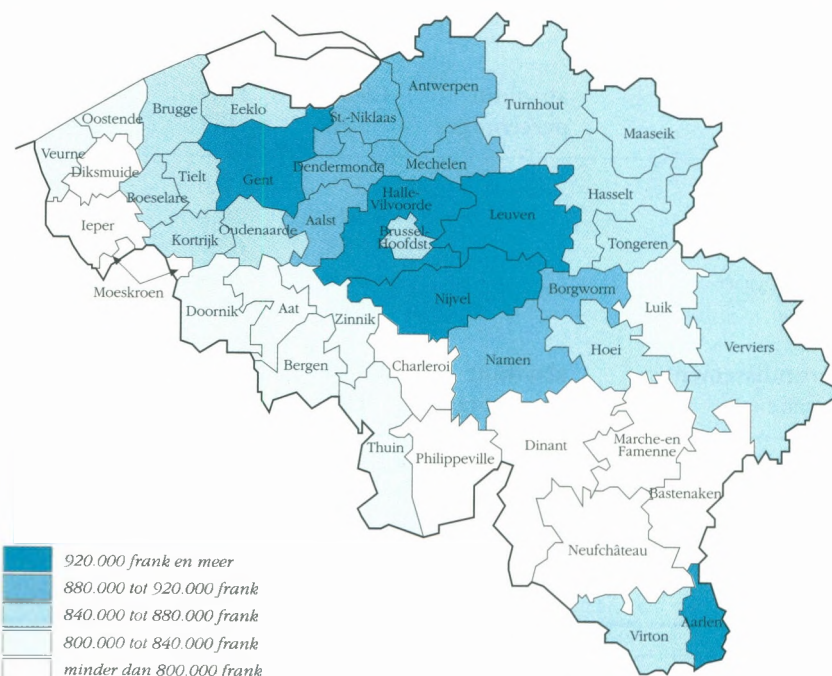 Antwerpen
Turnhout
Brugge
Eeklo
St.-Niklaas
Oostende
Maaseik
Veurne
Diksmuide
Tielt
Gent
Dendermonde
Mechelen
Hasselt
Boeselare
Halle-
Vilvoorde
Leuven
Ieper
Kortrijk
Oudenaarde
Aalst
Brussel-
Hoofdst.
Tongeren
Moeskroen
Doornik
Aat
Zinnik
Nijvel
Borgworm
Luik
Bergen
Charleroi
Namen
Hoei
Verviers
Thuin
Philippeville
Dinant
Marche-en
Famenne
Bastenaken
Neufchâteau
Virton
Aarlen
920.000 frank en meer
880.000 tot 920.000 frank
840.000 tot 880.000 frank
800.000 tot 840.000 frank
minder dan 800.000 frank